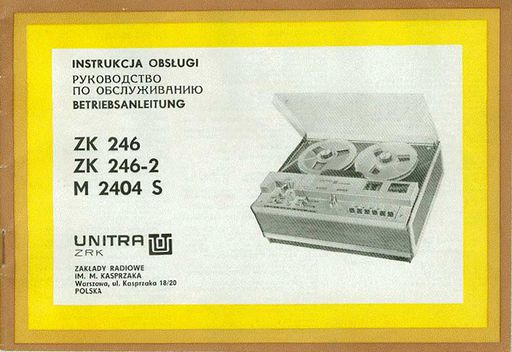 INSTRUKCJA OBSŁUGI
РУКОВОДСТВО
ПО ОБСЛУЖИВАНИЮ
BETRIEBSANLEITUNG
ZK 246
ZK 246-2
M 2404 S
UNITRA
ZRK
ZAKŁADY RADIOWE
IM. M. KASPRZAKA
Warszawa, ul. Kasprzaka 18/20
POLSKA